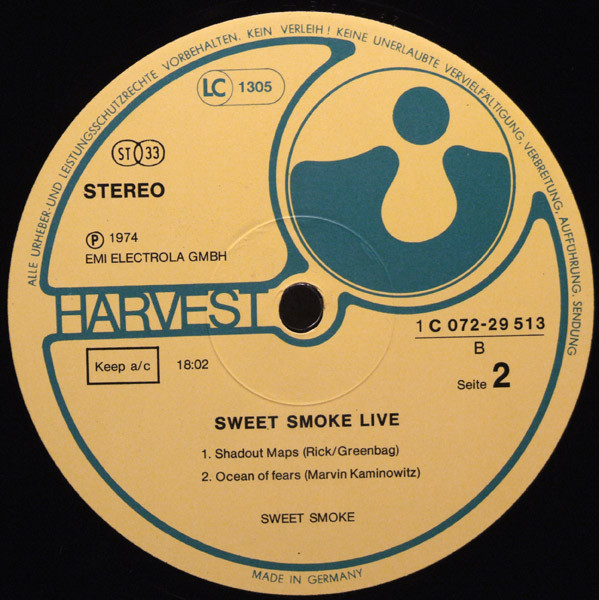 ALLE URHEBER-UND LEISTUNGSSCHUTZRECHTE VORBEHALTEN. KEIN VERLEIH! KEINE UNERLAUBTE VERVIELFÄLTIGUNG, VERBREITUNG, AUFFÜHRUNG, SENDUNG
LC 1305
ST 33
STEREO
Ⓟ 1974
EMI ELECTROLA GMBH
HARVEST
1 C 072-29 513
B
Keep a/c 18:02
Seite 2
SWEET SMOKE LIVE
1. Shadout Maps (Rick/Greenbag)
2. Ocean of fears (Marvin Kaminowitz)
SWEET SMOKE
MADE IN GERMANY